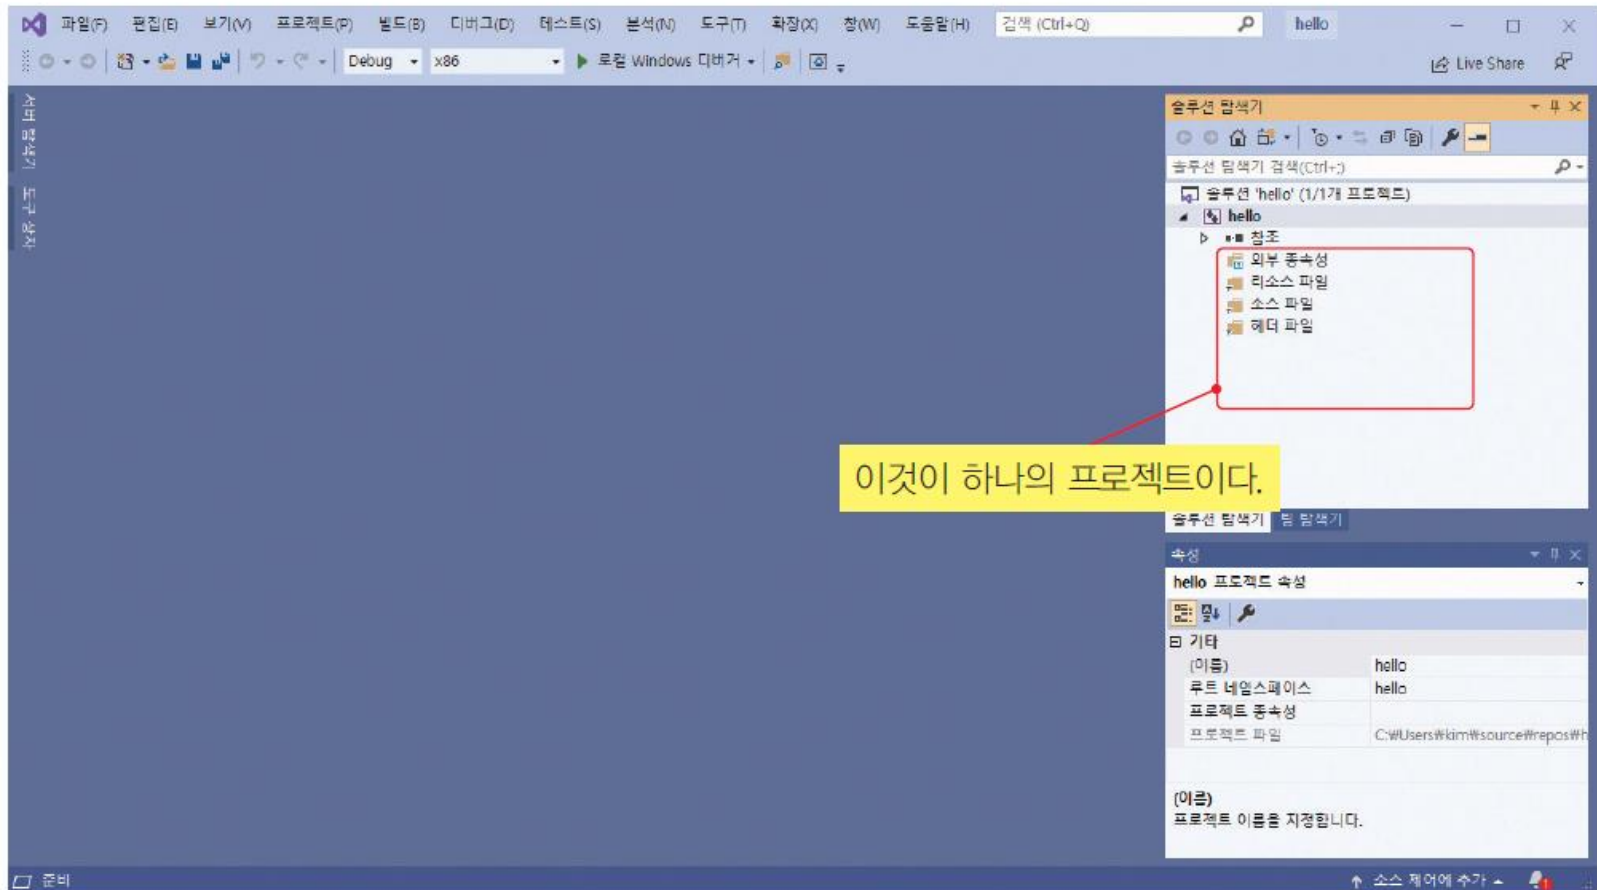 파일(F) 편집(E) 보기(V) 프로젝트(P) 빌드(B) 디버그(D) 테스트(S) 분석(N) 도구(T) 확장(X) 창(W) 도움말(H) 검색 (Ctrl+Q) hello
Debug x86 로컬 Windows 디버거 Live Share
서버 탐색기
도구 상자
솔루션 탐색기
솔루션 탐색기 검색(Ctrl+;)
솔루션 'hello' (1/1개 프로젝트)
hello
참조
외부 종속성
리소스 파일
소스 파일
헤더 파일
이것이 하나의 프로젝트이다.
솔루션 탐색기 팀 탐색기
속성
hello 프로젝트 속성
기타
(이름) hello
루트 네임스페이스 hello
프로젝트 종속성
프로젝트 파일 C:₩Users₩kim₩source₩repos₩h
(이름)
프로젝트 이름을 지정합니다.
준비 소스 제어에 추가 1